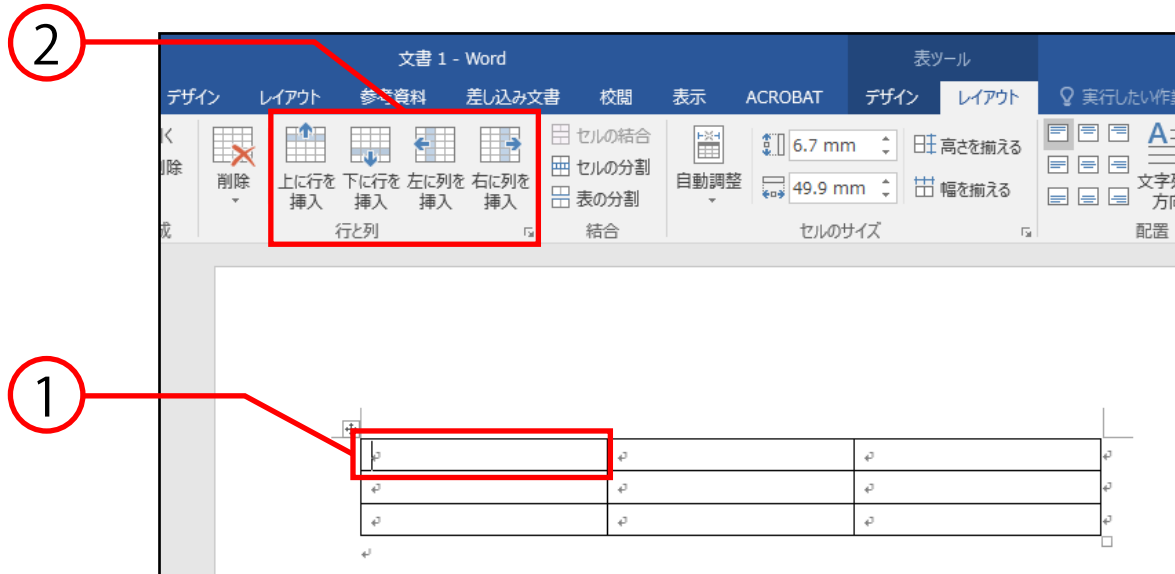 2
文書 1 - Word
表ツール
デザイン レイアウト 参考資料 差し込み文書 校閲 表示 ACROBAT デザイン レイアウト 実行したい作業
削除
上に行を挿入
下に行を挿入
左に列を挿入
右に列を挿入
行と列
セルの結合
セルの分割
表の分割
結合
自動調整
6.7 mm
49.9 mm
高さを揃える
幅を揃える
セルのサイズ
文字列
方向
配置
1